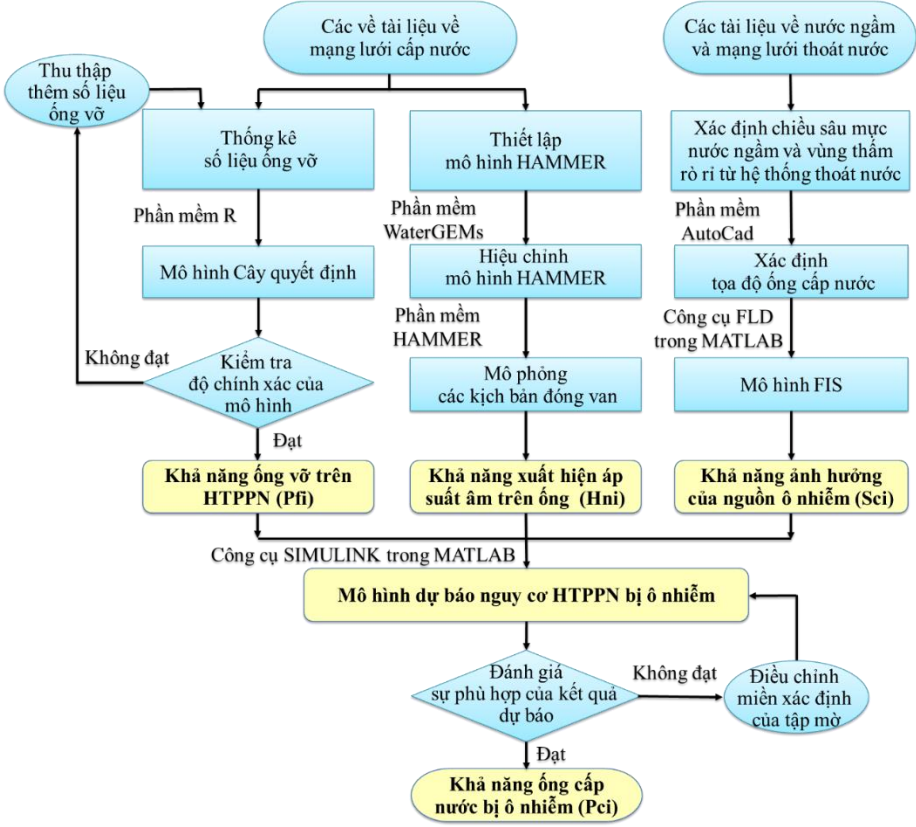 Các về tài liệu về
mạng lưới cấp nước
Các tài liệu về nước ngầm
và mạng lưới thoát nước
Thu thập
thêm số liệu
ống vỡ
Thống kê
số liệu ống vỡ
Thiết lập
mô hình HAMMER
Xác định chiều sâu mực
nước ngầm và vùng thấm
rò rỉ từ hệ thống thoát nước
Phần mềm R
Phần mềm
WaterGEMs
Phần mềm
AutoCad
Mô hình Cây quyết định
Hiệu chỉnh
mô hình HAMMER
Xác định
tọa độ ống cấp nước
Phần mềm
HAMMER
Công cụ FLD
trong MATLAB
Không đạt
Kiểm tra
độ chính xác của
mô hình
Mô phỏng
các kịch bản đóng van
Mô hình FIS
Đạt
Khả năng ống vỡ trên
HTPPN (Pfi)
Khả năng xuất hiện áp
suất âm trên ống (Hni)
Khả năng ảnh hưởng
của nguồn ô nhiễm (Sci)
Công cụ SIMULINK trong MATLAB
Mô hình dự báo nguy cơ HTPPN bị ô nhiễm
Đánh giá
sự phù hợp của kết quả
dự báo
Không đạt
Điều chỉnh
miền xác định
của tập mờ
Đạt
Khả năng ống cấp
nước bị ô nhiễm (Pci)